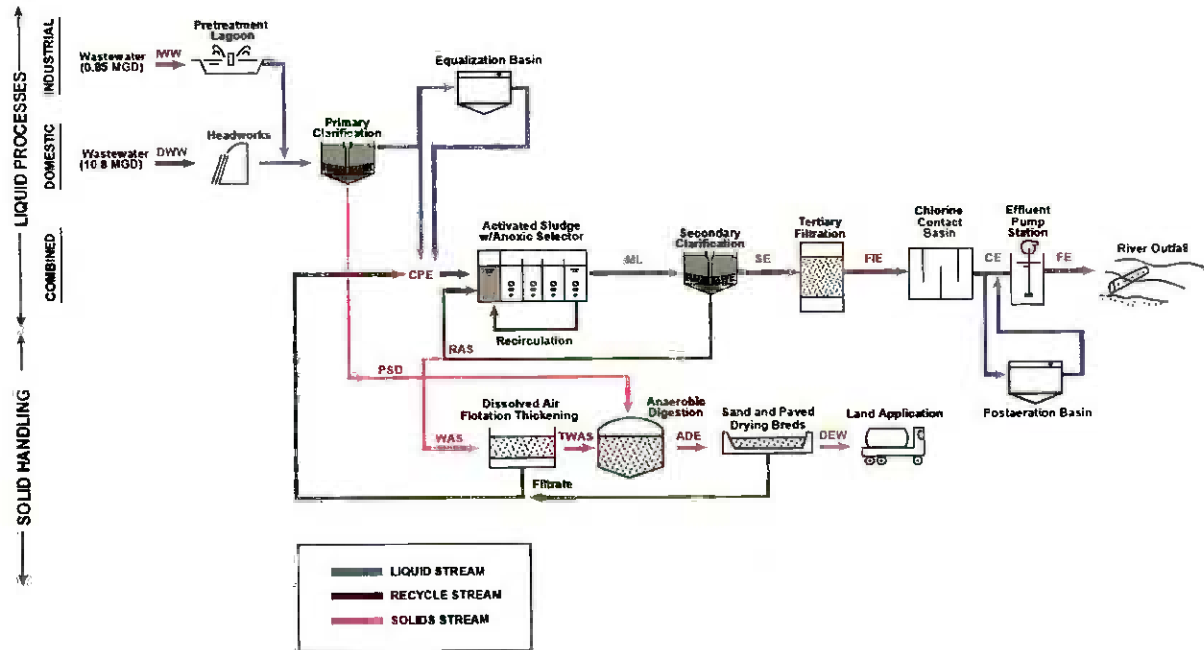 LIQUID PROCESSES
SOLID HANDLING
INDUSTRIAL
DOMESTIC
COMBINED
Pretreatment
Lagoon
Wastewater
(0.85 MGD)
IWW
Equalization Basin
Headworks
Primary
Clarification
Wastewater
(10.8 MGD)
DWW
Activated Sludge
w/Anoxic Selector
Secondary
Clarification
Tertiary
Filtration
Chlorine
Contact
Basin
Effluent
Pump
Station
River Outfall
CPE
ML
SE
FIE
CE
FE
Recirculation
RAS
PSD
Postaeration Basin
Dissolved Air
Flotation Thickening
Anaerobic
Digestion
Sand and Paved
Drying Breds
Land Application
WAS
TWAS
ADE
DEW
Filtrate
LIQUID STREAM
RECYCLE STREAM
SOLIDS STREAM